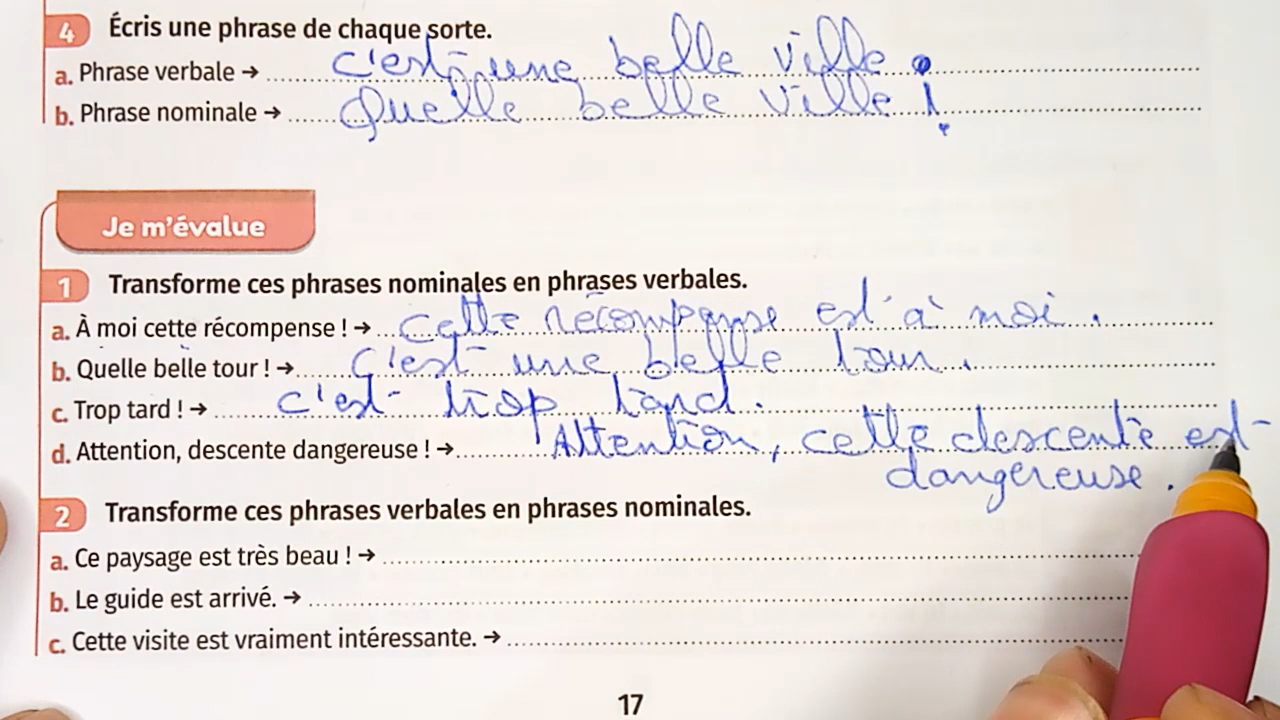 4 Écris une phrase de chaque sorte.
a. Phrase verbale → c'est une belle ville.
b. Phrase nominale → Quelle belle ville !
Je m'évalue
1 Transforme ces phrases nominales en phrases verbales.
a. À moi cette récompense ! → cette récompense est à moi.
b. Quelle belle tour ! → C'est une belle tour.
c. Trop tard ! → c'est trop tard.
d. Attention, descente dangereuse ! → Attention, cette descente est
dangereuse.
2 Transforme ces phrases verbales en phrases nominales.
a. Ce paysage est très beau ! →
b. Le guide est arrivé. →
c. Cette visite est vraiment intéressante. →
17